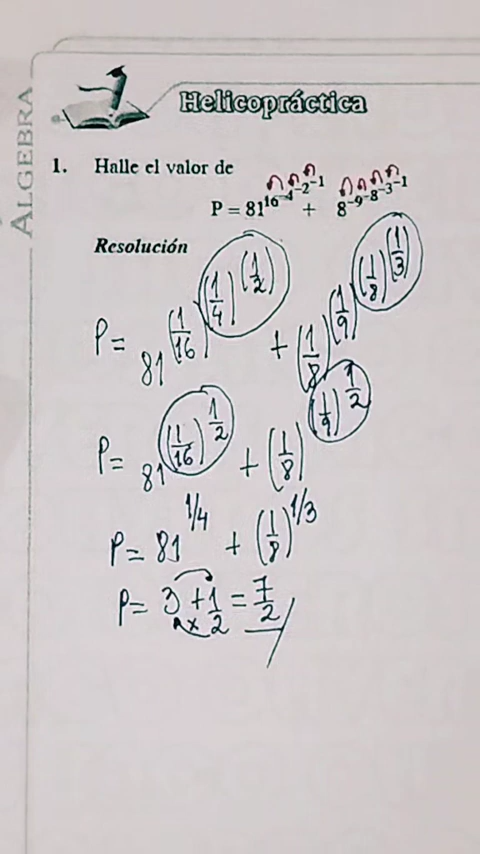 ALGEBRA
Helicopráctica
1. Halle el valor de
P = 81^16^-4^-2^-1 + 8^-9^-8^-3^-1
Resolución
P = 81^(1/16)^(1/4)^(1/2) + (1/8)^(1/9)^(1/8)^(1/3)
P = 81^(1/16)^1/2 + (1/8)^(1/9)^1/2
P = 81^1/4 + (1/8)^1/3
P = 3 + 1/2 = 7/2